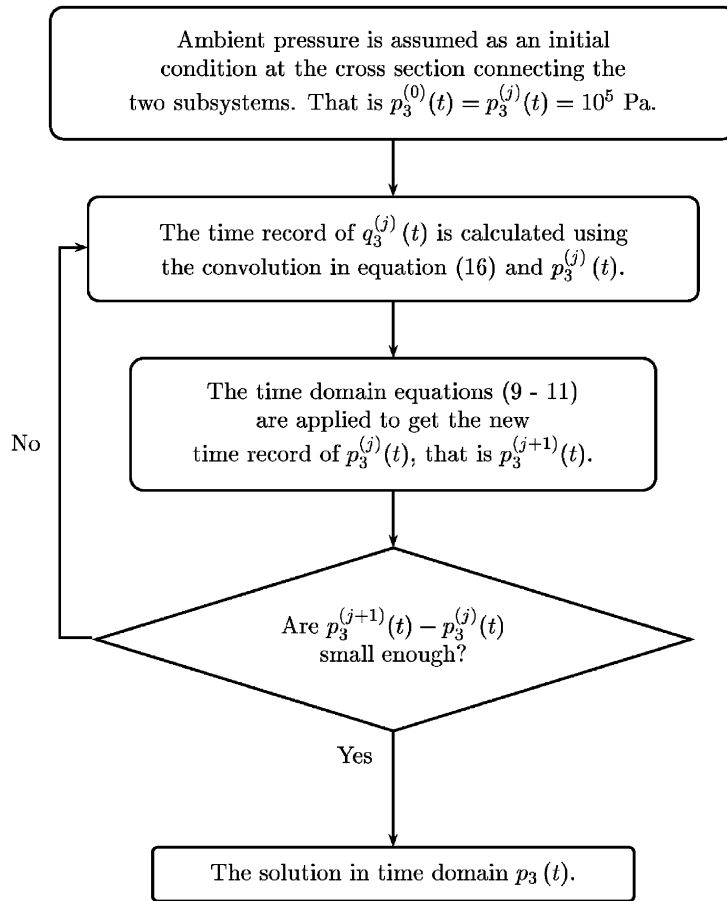 Ambient pressure is assumed as an initial
condition at the cross section connecting the
two subsystems. That is $p_3^{(0)}(t) = p_3^{(j)}(t) = 10^5$ Pa.
The time record of $q_3^{(j)}(t)$ is calculated using
the convolution in equation (16) and $p_3^{(j)}(t)$.
The time domain equations (9 - 11)
are applied to get the new
time record of $p_3^{(j)}(t)$, that is $p_3^{(j+1)}(t)$.
No
Are $p_3^{(j+1)}(t) - p_3^{(j)}(t)$
small enough?
Yes
The solution in time domain $p_3(t)$.